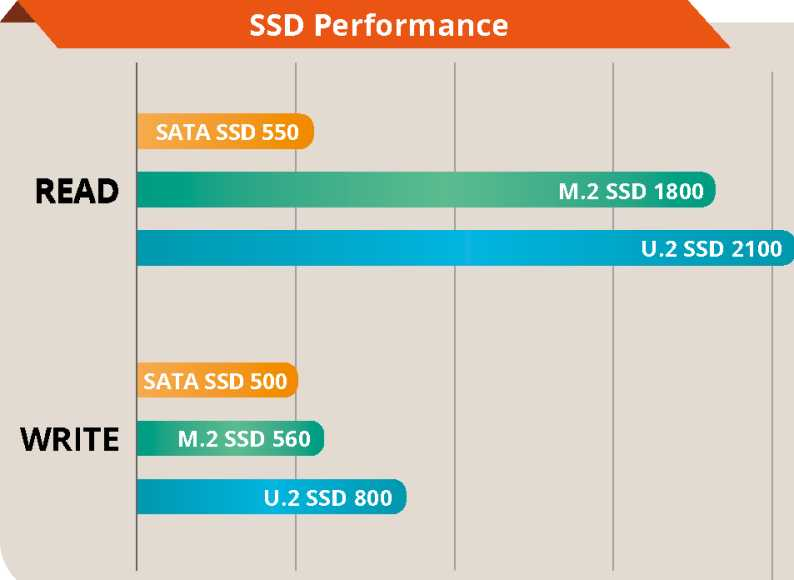 SSD Performance
READ
SATA SSD 550
M.2 SSD 1800
U.2 SSD 2100
WRITE
SATA SSD 500
M.2 SSD 560
U.2 SSD 800